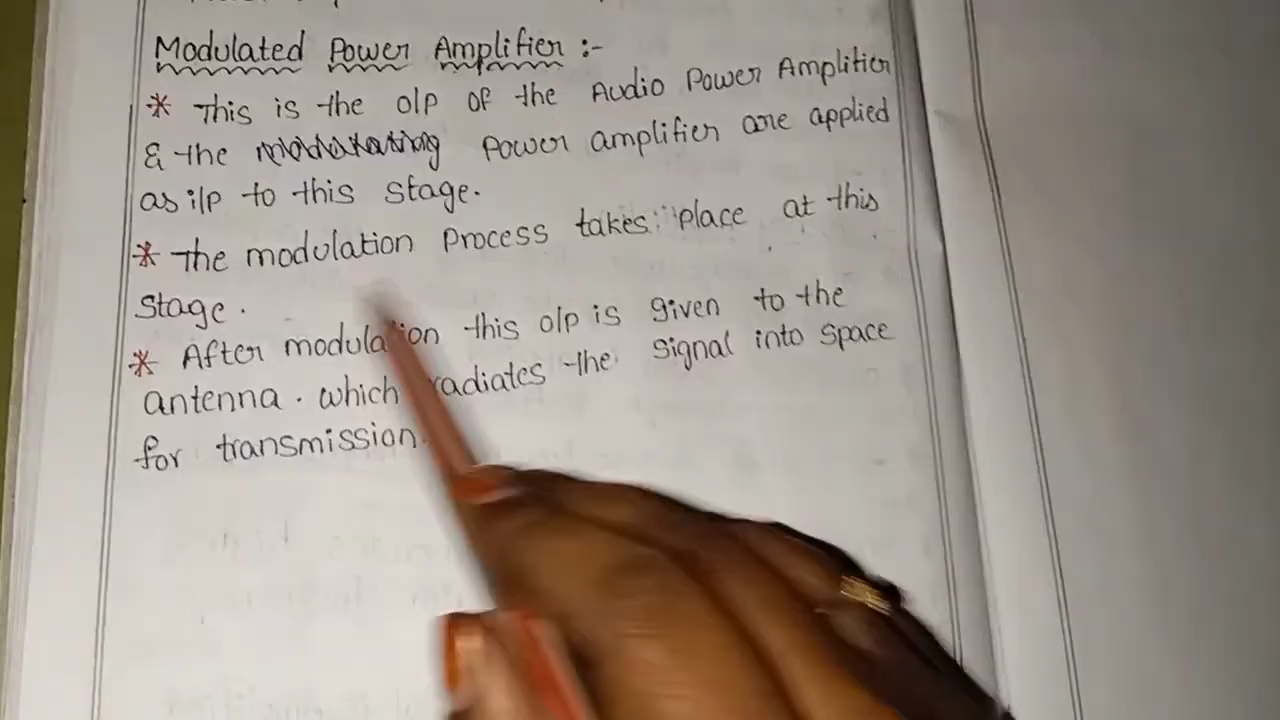 Modulated Power Amplifier :-
* This is the o/p of the Audio Power Amplifier
& the modulating power amplifier are applied
as i/p to this stage.
* The modulation process takes place at this
stage.
* After modulation this o/p is given to the
antenna. which radiates the signal into space
for transmission.